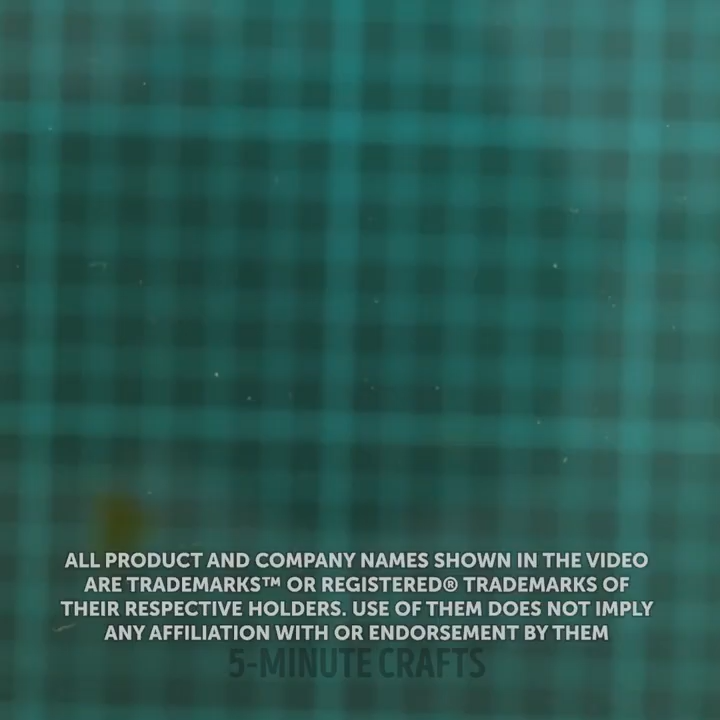 ALL PRODUCT AND COMPANY NAMES SHOWN IN THE VIDEO
ARE TRADEMARKS™ OR REGISTERED® TRADEMARKS OF
THEIR RESPECTIVE HOLDERS. USE OF THEM DOES NOT IMPLY
ANY AFFILIATION WITH OR ENDORSEMENT BY THEM
5-MINUTE CRAFTS